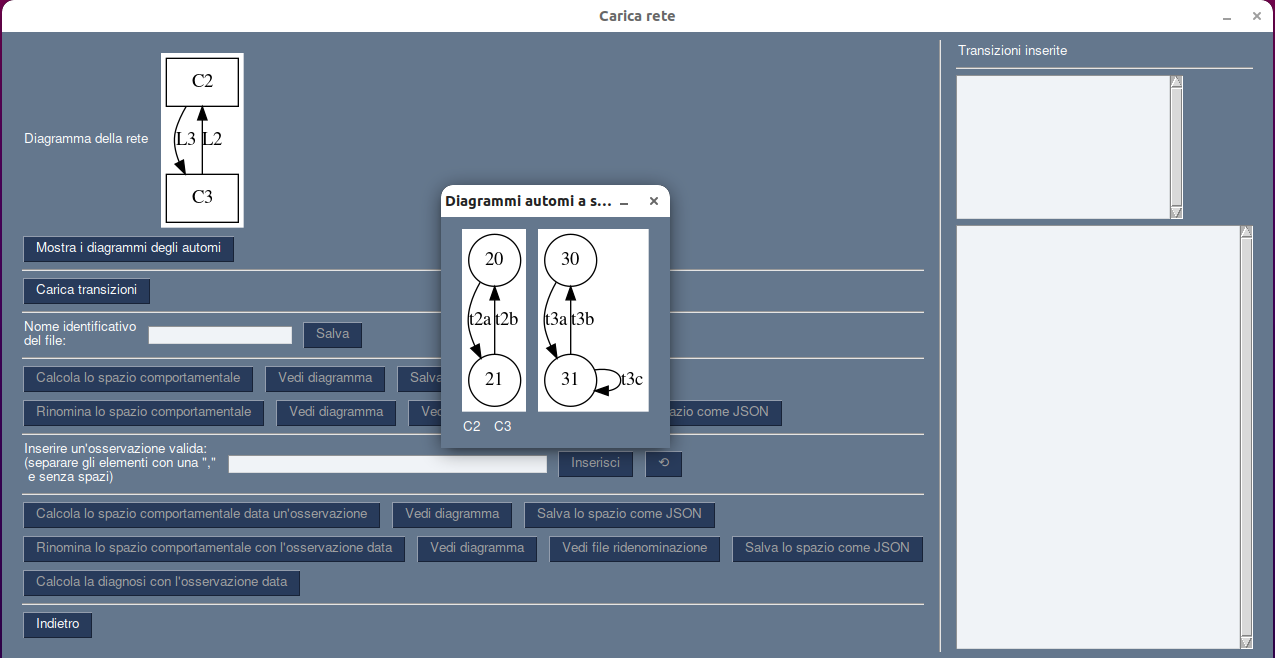 Carica rete
Diagramma della rete
C2
L3 L2
C3
Mostra i diagrammi degli automi
Carica transizioni
Nome identificativo
del file:
Salva
Calcola lo spazio comportamentale
Vedi diagramma
Salva
Rinomina lo spazio comportamentale
Vedi diagramma
Ved
azio come JSON
Inserire un'osservazione valida:
(separare gli elementi con una ","
e senza spazi)
Inserisci
⟲
Calcola lo spazio comportamentale data un'osservazione
Vedi diagramma
Salva lo spazio come JSON
Rinomina lo spazio comportamentale con l'osservazione data
Vedi diagramma
Vedi file ridenominazione
Salva lo spazio come JSON
Calcola la diagnosi con l'osservazione data
Indietro
Diagrammi automi a s...
20
t2a t2b
21
30
t3a t3b
31
t3c
C2 C3
Transizioni inserite